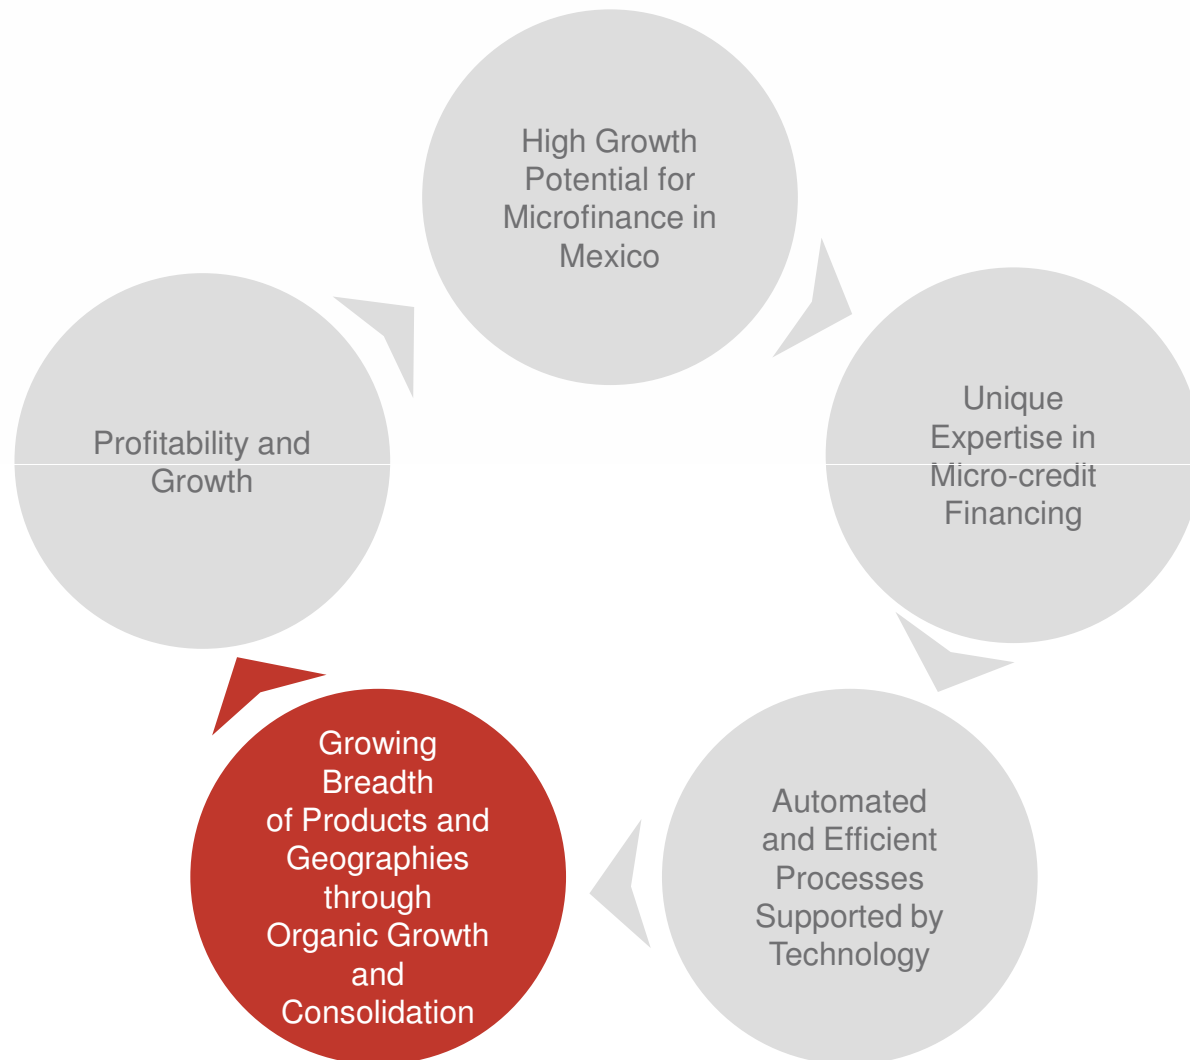 High Growth
Potential for
Microfinance in
Mexico
Unique
Expertise in
Micro-credit
Financing
Automated
and Efficient
Processes
Supported by
Technology
Growing
Breadth
of Products and
Geographies
through
Organic Growth
and
Consolidation
Profitability and
Growth